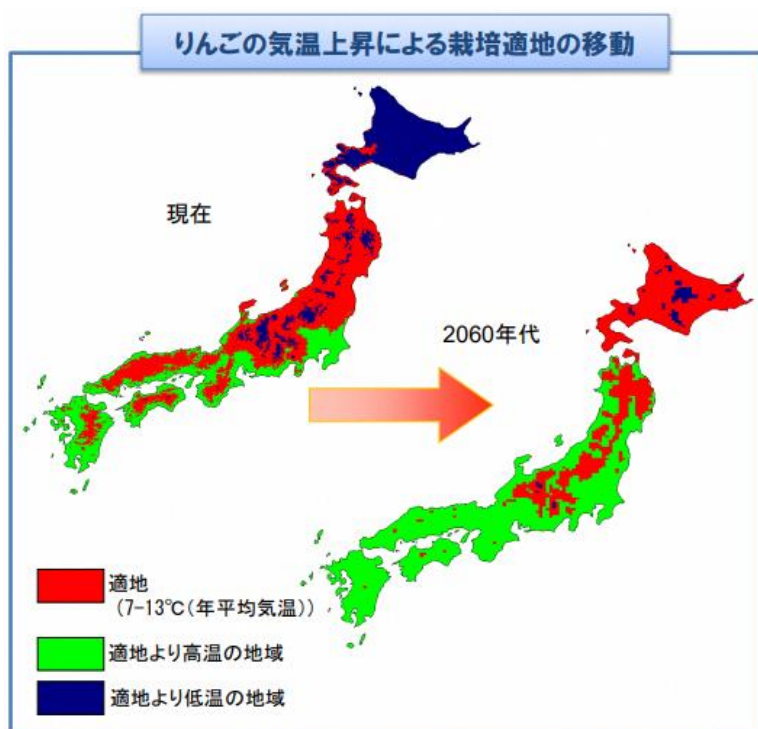 りんごの気温上昇による栽培適地の移動
現在
2060年代
適地
(7-13℃(年平均気温))
適地より高温の地域
適地より低温の地域